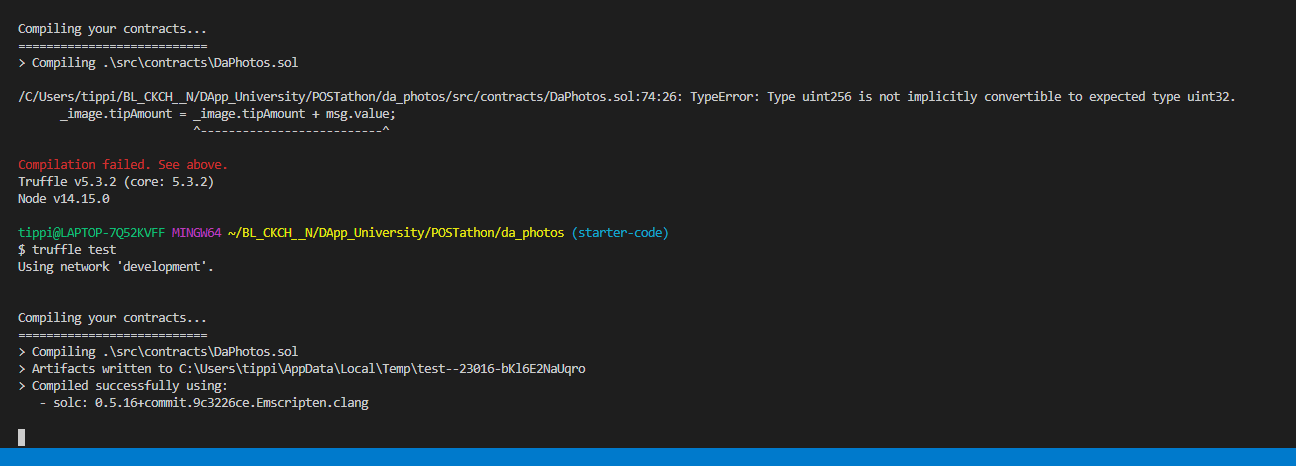 Compiling your contracts...
===========================
> Compiling .\src\contracts\DaPhotos.sol
/C/Users/tippi/BL_CKCH__N/DApp_University/POSTathon/da_photos/src/contracts/DaPhotos.sol:74:26: TypeError: Type uint256 is not implicitly convertible to expected type uint32.
      _image.tipAmount = _image.tipAmount + msg.value;
                         ^--------------------------^
Compilation failed. See above.
Truffle v5.3.2 (core: 5.3.2)
Node v14.15.0
tippi@LAPTOP-7Q52KVFF MINGW64 ~/BL_CKCH__N/DApp_University/POSTathon/da_photos (starter-code)
$ truffle test
Using network 'development'.
Compiling your contracts...
===========================
> Compiling .\src\contracts\DaPhotos.sol
> Artifacts written to C:\Users\tippi\AppData\Local\Temp\test--23016-bKl6E2NaUqro
> Compiled successfully using:
   - solc: 0.5.16+commit.9c3226ce.Emscripten.clang